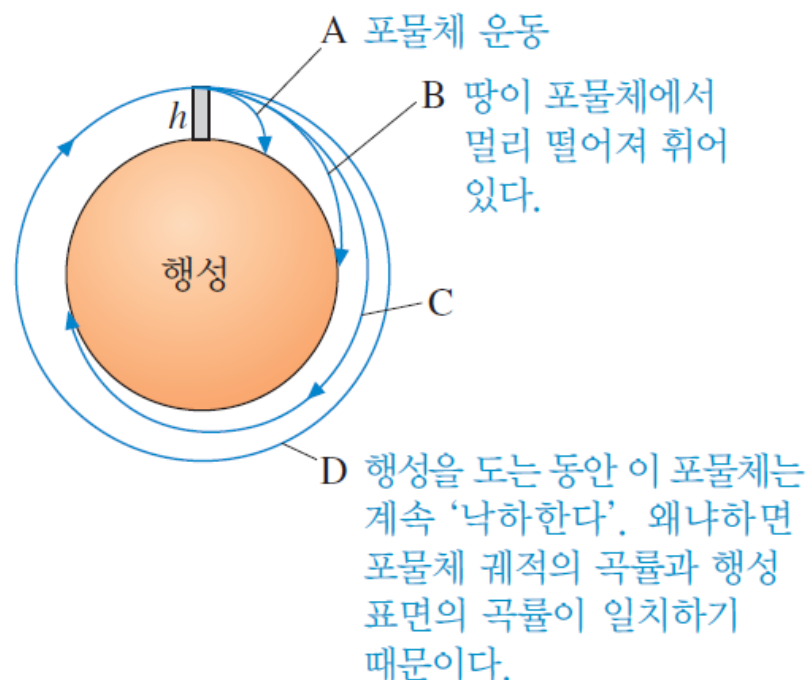 A 포물체 운동
h
B 땅이 포물체에서
멀리 떨어져 휘어
있다.
행성
C
D 행성을 도는 동안 이 포물체는
계속 ‘낙하한다’. 왜냐하면
포물체 궤적의 곡률과 행성
표면의 곡률이 일치하기
때문이다.